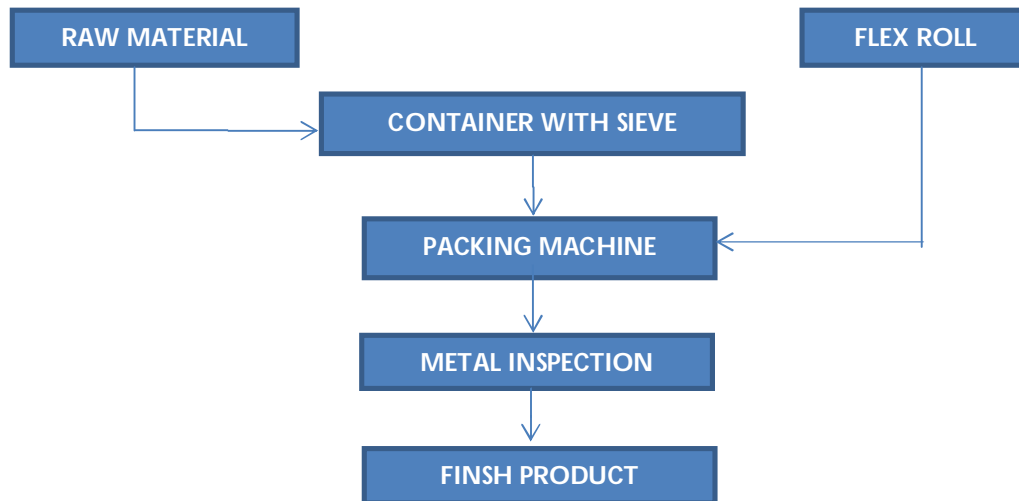 RAW MATERIAL
FLEX ROLL
CONTAINER WITH SIEVE
PACKING MACHINE
METAL INSPECTION
FINSH PRODUCT